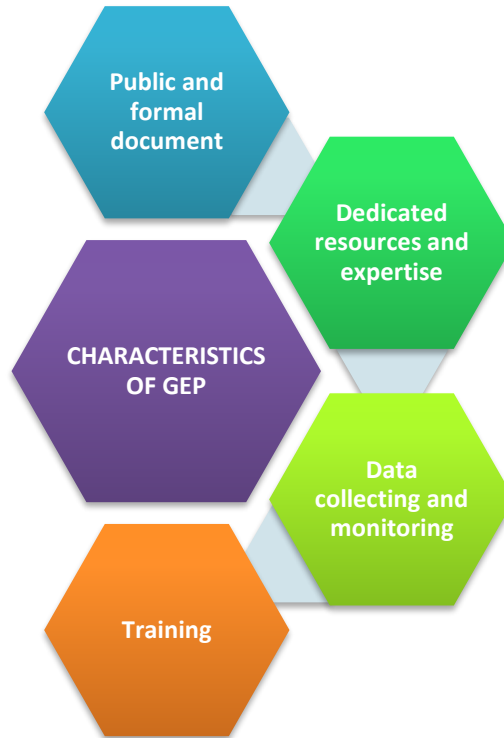 Public and
formal
document
Dedicated
resources and
expertise
CHARACTERISTICS
OF GEP
Data
collecting and
monitoring
Training